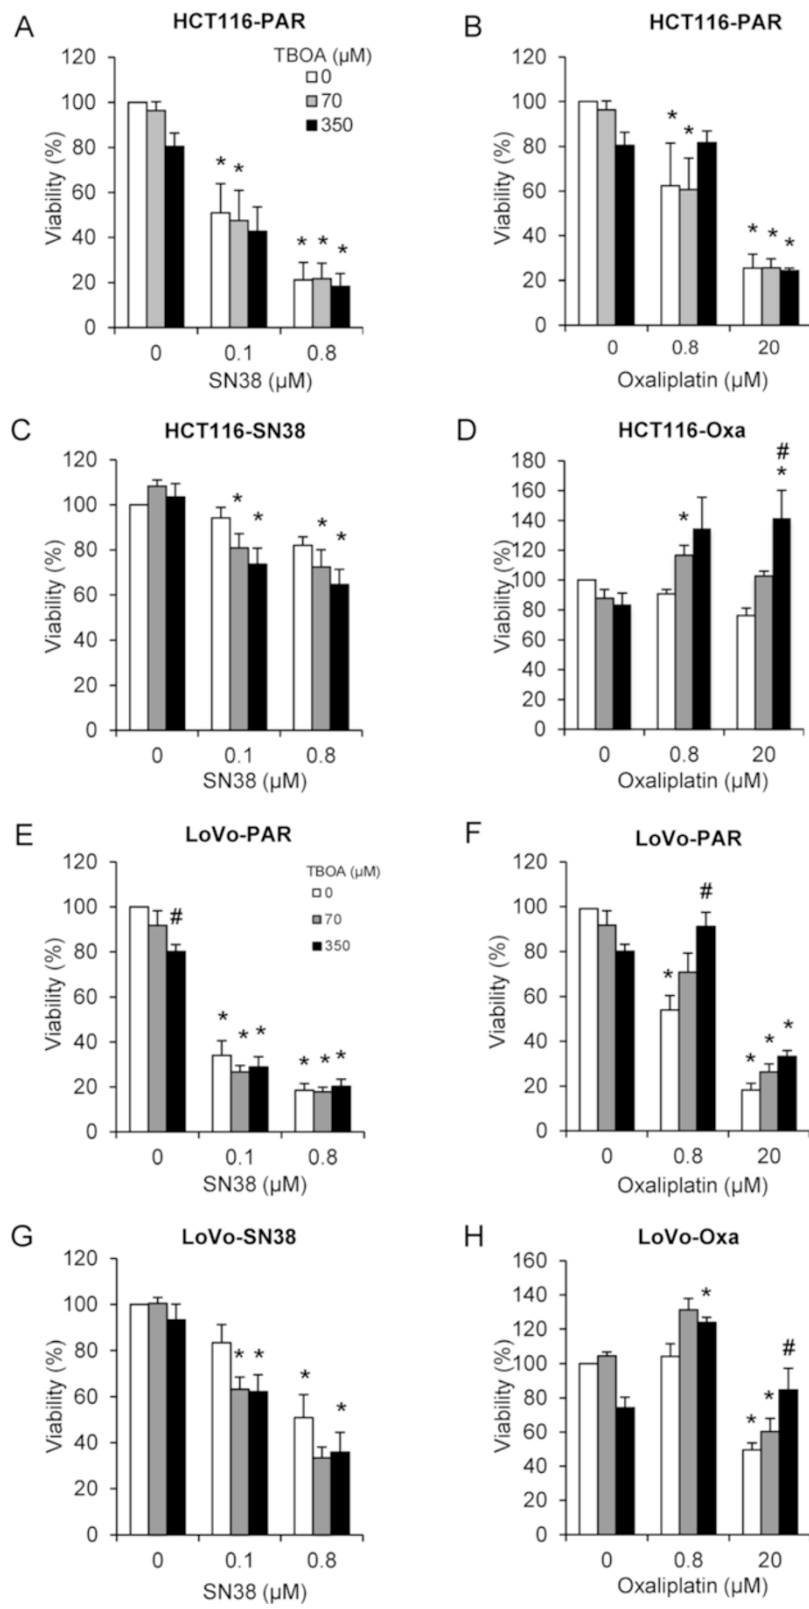 A
HCT116-PAR
TBOA (µM)
0
70
350
120
100
80
60
40
20
0
Viability (%)
* *
* * *
0 0.1 0.8
SN38 (µM)
B
HCT116-PAR
120
100
80
60
40
20
0
Viability (%)
* *
* * *
0 0.8 20
Oxaliplatin (µM)
C
HCT116-SN38
120
100
80
60
40
20
0
Viability (%)
* *
* *
0 0.1 0.8
SN38 (µM)
D
HCT116-Oxa
180
160
140
120
100
80
60
40
20
0
Viability (%)
*
#
*
0 0.8 20
Oxaliplatin (µM)
E
LoVo-PAR
TBOA (µM)
0
70
350
120
100
80
60
40
20
0
Viability (%)
#
* * *
* * *
0 0.1 0.8
SN38 (µM)
F
LoVo-PAR
120
100
80
60
40
20
0
Viability (%)
* #
* * *
0 0.8 20
Oxaliplatin (µM)
G
LoVo-SN38
120
100
80
60
40
20
0
Viability (%)
* *
* *
0 0.1 0.8
SN38 (µM)
H
LoVo-Oxa
160
140
120
100
80
60
40
20
0
Viability (%)
*
* * #
0 0.8 20
Oxaliplatin (µM)